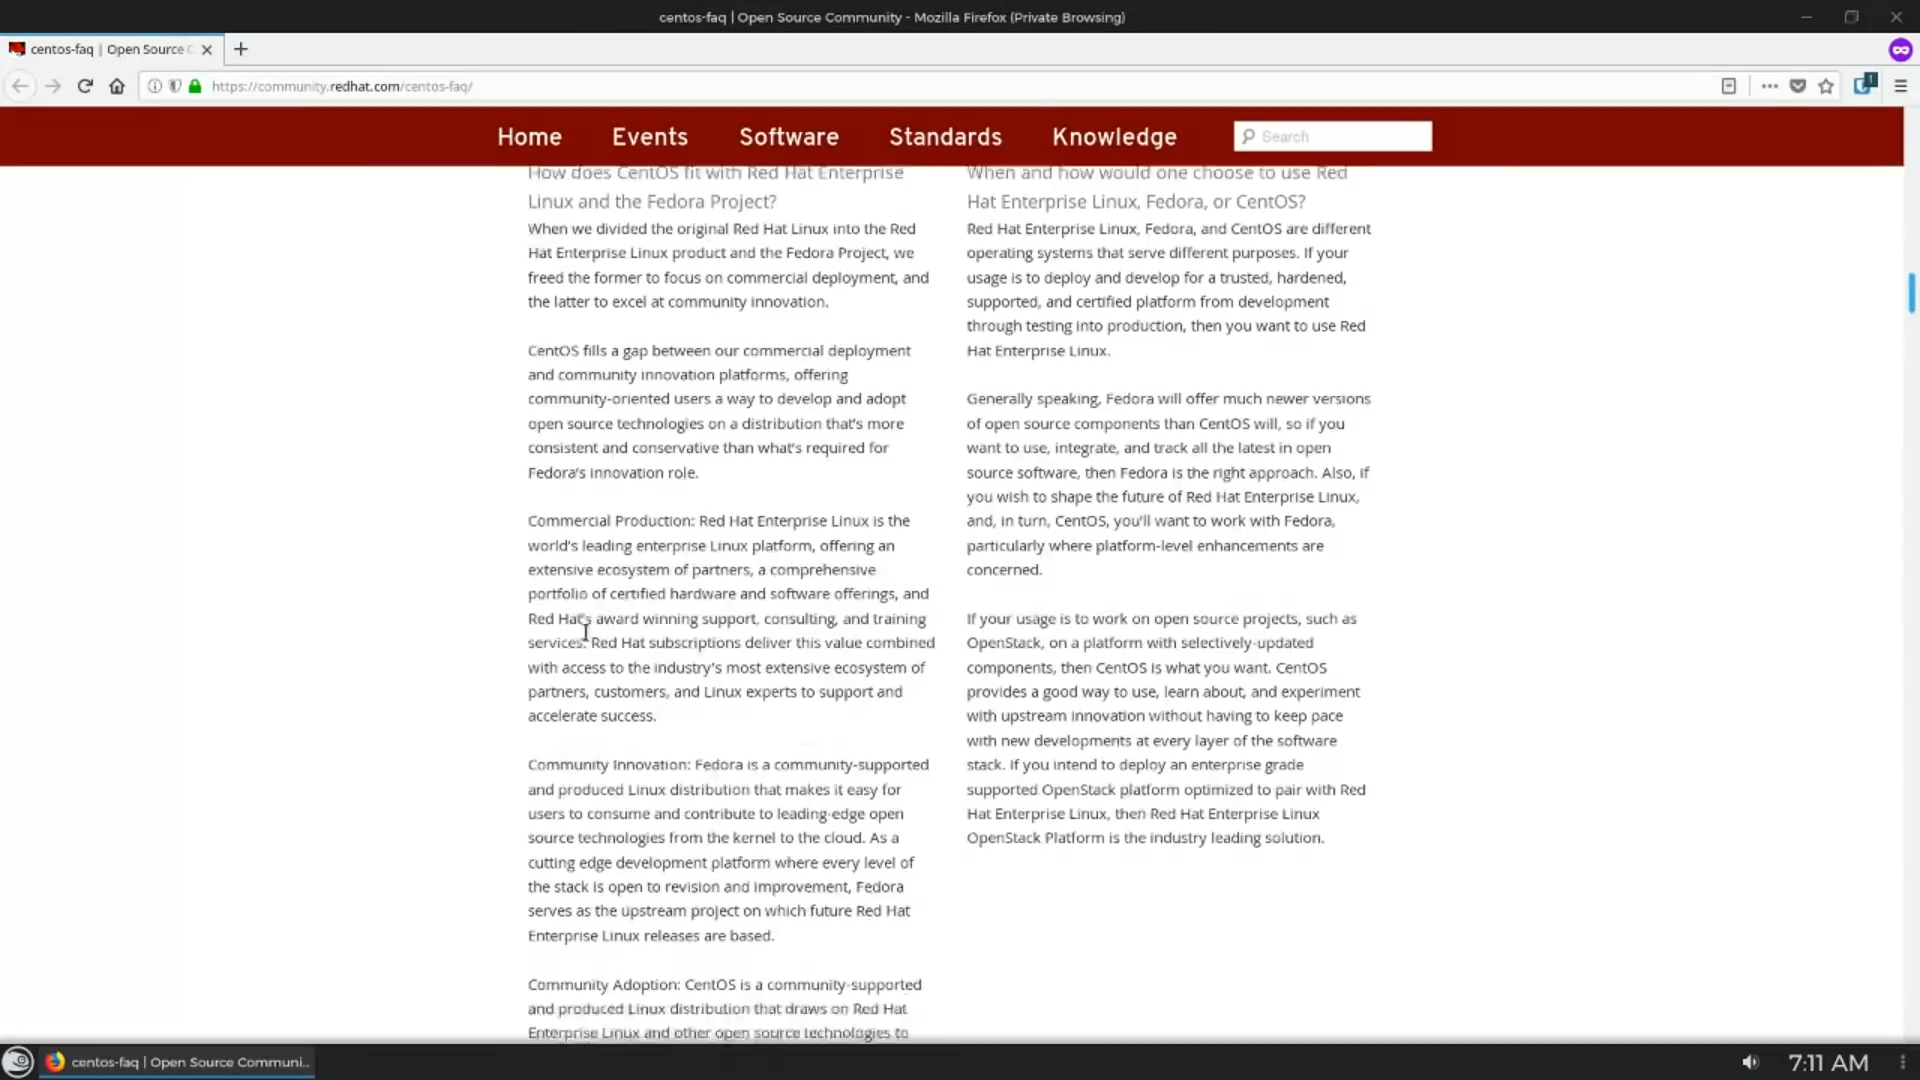 centos-faq | Open Source Community - Mozilla Firefox (Private Browsing)
centos-faq | Open Source C
https://community.redhat.com/centos-faq/
1
Home Events Software Standards Knowledge Search
How does CentOS fit with Red Hat Enterprise
Linux and the Fedora Project?
When we divided the original Red Hat Linux into the Red
Hat Enterprise Linux product and the Fedora Project, we
freed the former to focus on commercial deployment, and
the latter to excel at community innovation.
CentOS fills a gap between our commercial deployment
and community innovation platforms, offering
community-oriented users a way to develop and adopt
open source technologies on a distribution that's more
consistent and conservative than what's required for
Fedora's innovation role.
Commercial Production: Red Hat Enterprise Linux is the
world's leading enterprise Linux platform, offering an
extensive ecosystem of partners, a comprehensive
portfolio of certified hardware and software offerings, and
Red Hat's award winning support, consulting, and training
services. Red Hat subscriptions deliver this value combined
with access to the industry's most extensive ecosystem of
partners, customers, and Linux experts to support and
accelerate success.
Community Innovation: Fedora is a community-supported
and produced Linux distribution that makes it easy for
users to consume and contribute to leading-edge open
source technologies from the kernel to the cloud. As a
cutting edge development platform where every level of
the stack is open to revision and improvement, Fedora
serves as the upstream project on which future Red Hat
Enterprise Linux releases are based.
Community Adoption: CentOS is a community-supported
and produced Linux distribution that draws on Red Hat
Enterprise Linux and other open source technologies to
When and how would one choose to use Red
Hat Enterprise Linux, Fedora, or CentOS?
Red Hat Enterprise Linux, Fedora, and CentOS are different
operating systems that serve different purposes. If your
usage is to deploy and develop for a trusted, hardened,
supported, and certified platform from development
through testing into production, then you want to use Red
Hat Enterprise Linux.
Generally speaking, Fedora will offer much newer versions
of open source components than CentOS will, so if you
want to use, integrate, and track all the latest in open
source software, then Fedora is the right approach. Also, if
you wish to shape the future of Red Hat Enterprise Linux,
and, in turn, CentOS, you'll want to work with Fedora,
particularly where platform-level enhancements are
concerned.
If your usage is to work on open source projects, such as
OpenStack, on a platform with selectively-updated
components, then CentOS is what you want. CentOS
provides a good way to use, learn about, and experiment
with upstream innovation without having to keep pace
with new developments at every layer of the software
stack. If you intend to deploy an enterprise grade
supported OpenStack platform optimized to pair with Red
Hat Enterprise Linux, then Red Hat Enterprise Linux
OpenStack Platform is the industry leading solution.
centos-faq | Open Source Communi...
7:11 AM